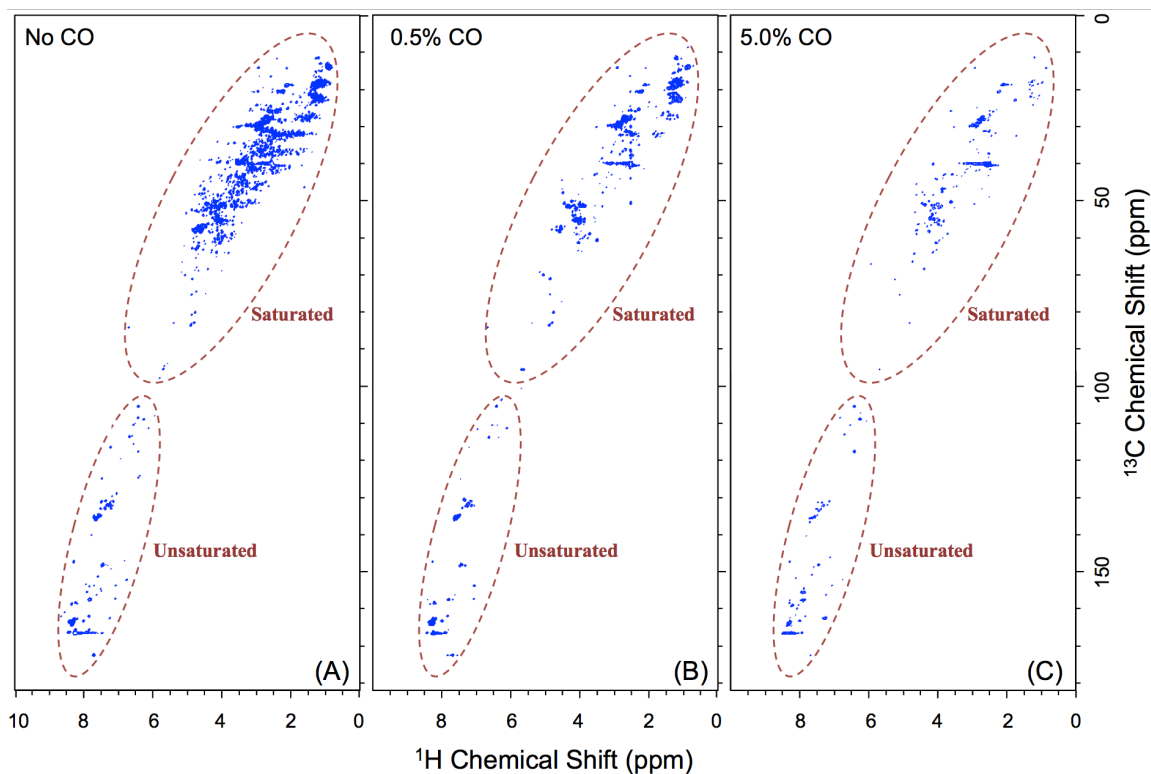 No CO
0.5% CO
5.0% CO
0
50
100
150
Saturated
Saturated
Saturated
Unsaturated
Unsaturated
Unsaturated
(A)
(B)
(C)
10 8 6 4 2 0
8 6 4 2 0
8 6 4 2 0
¹H Chemical Shift (ppm)
¹³C Chemical Shift (ppm)